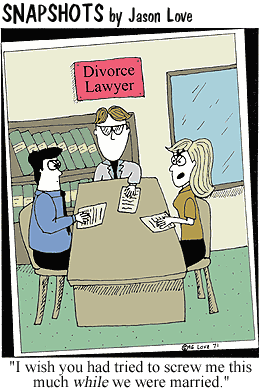 SNAPSHOTS by Jason Love
Divorce
Lawyer
"I wish you had tried to screw me this
much while we were married."